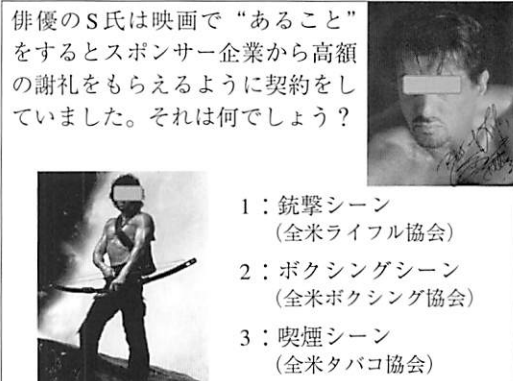 俳優のS氏は映画で“あること”
をするとスポンサー企業から高額
の謝礼をもらえるように契約をし
ていました。それは何でしょう？
1：銃撃シーン
（全米ライフル協会）
2：ボクシングシーン
（全米ボクシング協会）
3：喫煙シーン
（全米タバコ協会）